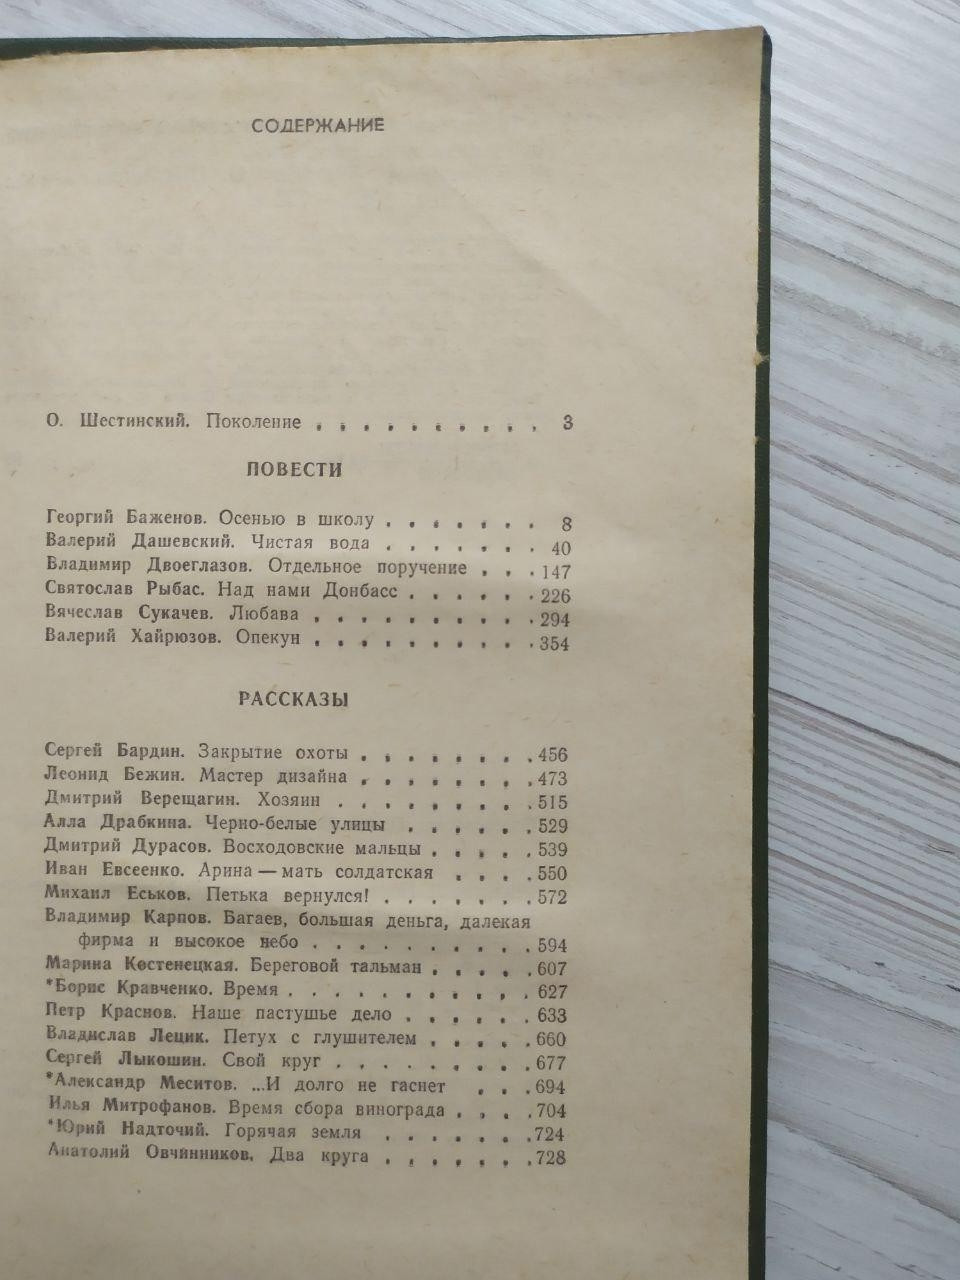 СОДЕРЖАНИЕ
О. Шестинский. Поколение . . . . . . . . . . 3
ПОВЕСТИ
Георгий Баженов. Осенью в школу . . . . . . . 8
Валерий Дашевский. Чистая вода . . . . . . . 40
Владимир Двоеглазов. Отдельное поручение . . . 147
Святослав Рыбас. Над нами Донбасс . . . . . . 226
Вячеслав Сукачев. Любава . . . . . . . . . . 294
Валерий Хайрюзов. Опекун . . . . . . . . . . 354
РАССКАЗЫ
Сергей Бардин. Закрытие охоты . . . . . . . . 456
Леонид Бежин. Мастер дизайна . . . . . . . . 473
Дмитрий Верещагин. Хозяин . . . . . . . . . 515
Алла Драбкина. Черно-белые улицы . . . . . . 529
Дмитрий Дурасов. Восходовские мальцы . . . . . 539
Иван Евсеенко. Арина — мать солдатская . . . . 550
Михаил Еськов. Петька вернулся! . . . . . . . 572
Владимир Карпов. Багаев, большая деньга, далекая
фирма и высокое небо . . . . . . . . . . 594
Марина Костенецкая. Береговой тальман . . . . . 607
*Борис Кравченко. Время . . . . . . . . . . . 627
Петр Краснов. Наше пастушье дело . . . . . . 633
Владислав Лецик. Петух с глушителем . . . . . 660
Сергей Лыкошин. Свой круг . . . . . . . . . 677
*Александр Меситов. ...И долго не гаснет . . . 694
Илья Митрофанов. Время сбора винограда . . . . 704
*Юрий Надточий. Горячая земля . . . . . . . 724
Анатолий Овчинников. Два круга . . . . . . . 728